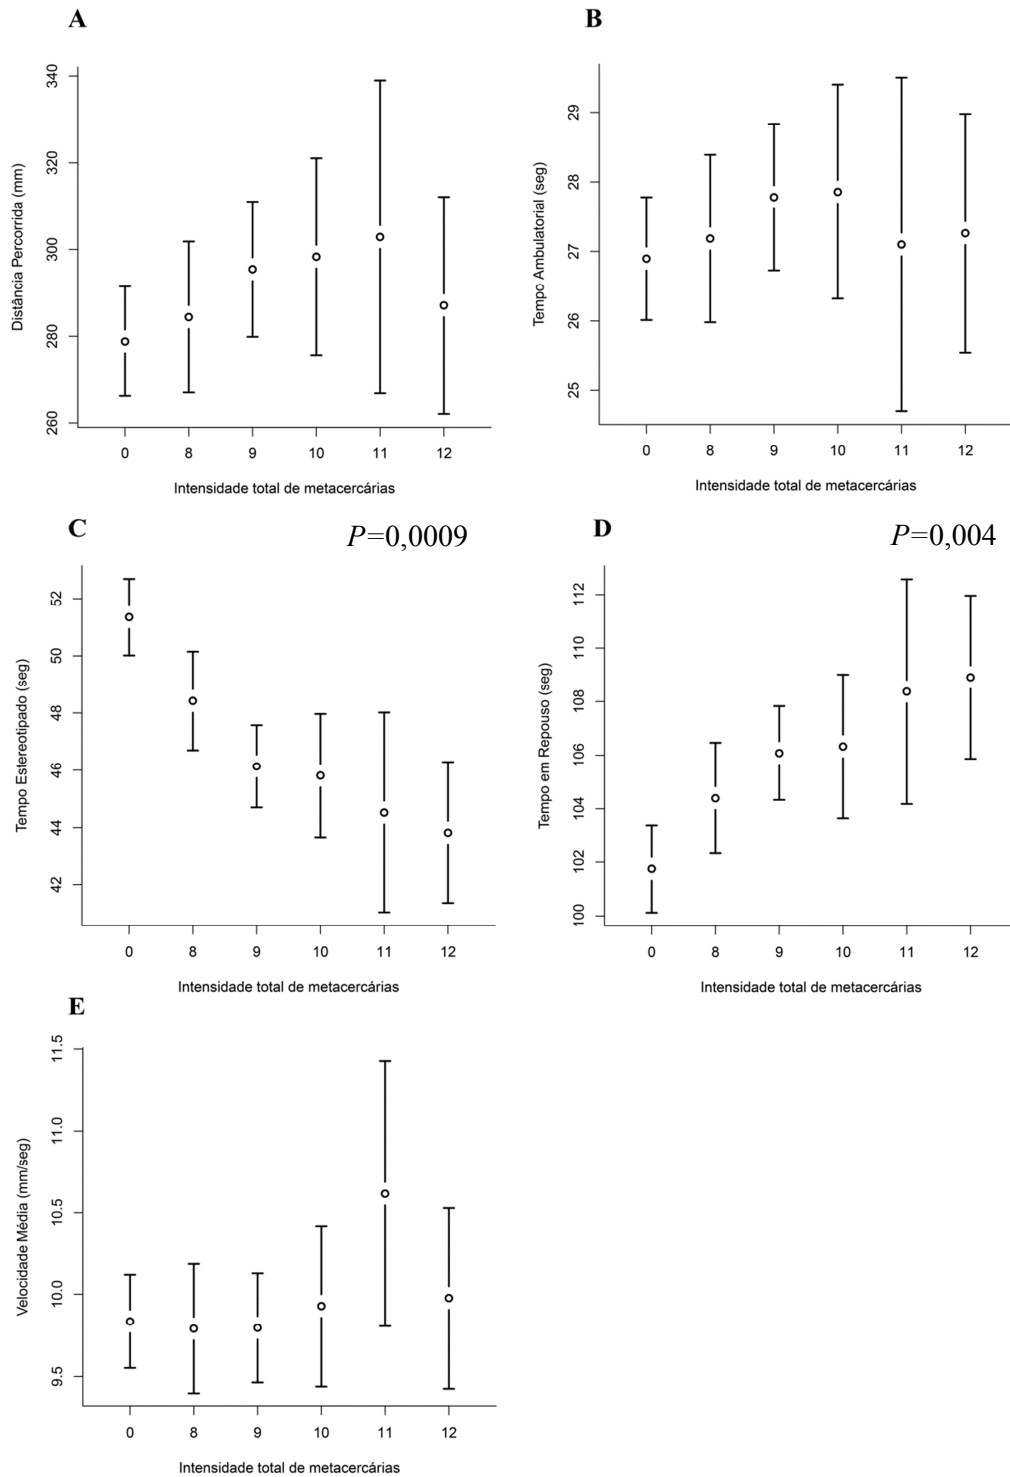 A
Distância Percorrida (mm)
340
320
300
280
260
0 8 9 10 11 12
Intensidade total de metacercárias
B
Tempo Ambulatorial (seg)
29
28
27
26
25
0 8 9 10 11 12
Intensidade total de metacercárias
C
P=0,0009
Tempo Estereotipado (seg)
52
50
48
46
44
42
0 8 9 10 11 12
Intensidade total de metacercárias
D
P=0,004
Tempo em Repouso (seg)
112
110
108
106
104
102
100
0 8 9 10 11 12
Intensidade total de metacercárias
E
Velocidade Média (mm/seg)
11.5
11.0
10.5
10.0
9.5
0 8 9 10 11 12
Intensidade total de metacercárias